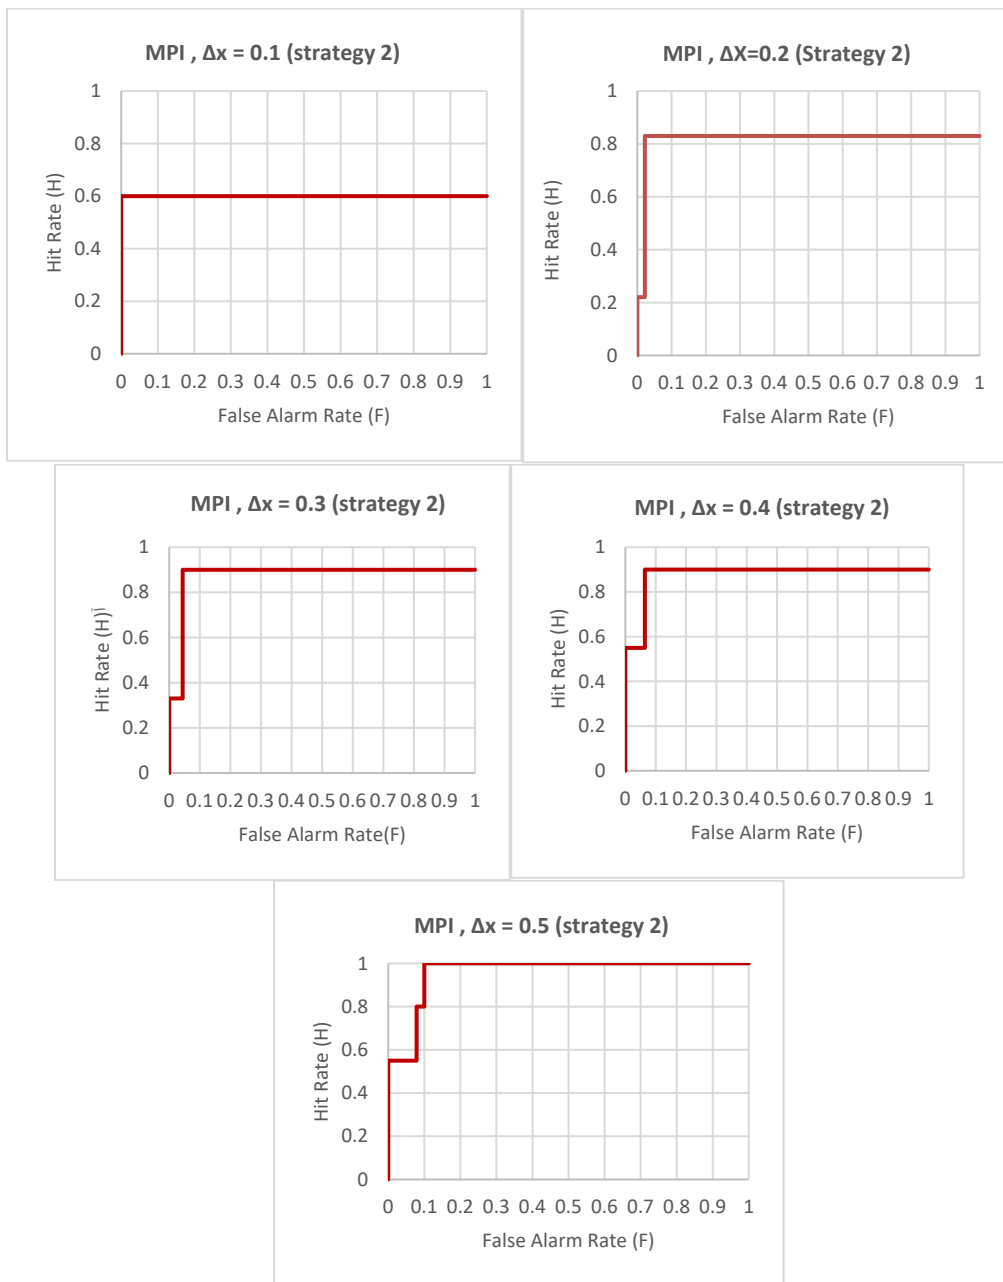 MPI , Δx = 0.1 (strategy 2)
1
0.8
0.6
0.4
0.2
0
Hit Rate (H)
0 0.1 0.2 0.3 0.4 0.5 0.6 0.7 0.8 0.9 1
False Alarm Rate (F)
MPI , ΔX=0.2 (Strategy 2)
1
0.8
0.6
0.4
0.2
0
Hit Rate (H)
0 0.1 0.2 0.3 0.4 0.5 0.6 0.7 0.8 0.9 1
False Alarm Rate (F)
MPI , Δx = 0.3 (strategy 2)
1
0.8
0.6
0.4
0.2
0
Hit Rate (H)
0 0.1 0.2 0.3 0.4 0.5 0.6 0.7 0.8 0.9 1
False Alarm Rate(F)
MPI , Δx = 0.4 (strategy 2)
1
0.8
0.6
0.4
0.2
0
Hit Rate (H)
0 0.1 0.2 0.3 0.4 0.5 0.6 0.7 0.8 0.9 1
False Alarm Rate (F)
MPI , Δx = 0.5 (strategy 2)
1
0.8
0.6
0.4
0.2
0
Hit Rate (H)
0 0.1 0.2 0.3 0.4 0.5 0.6 0.7 0.8 0.9 1
False Alarm Rate (F)